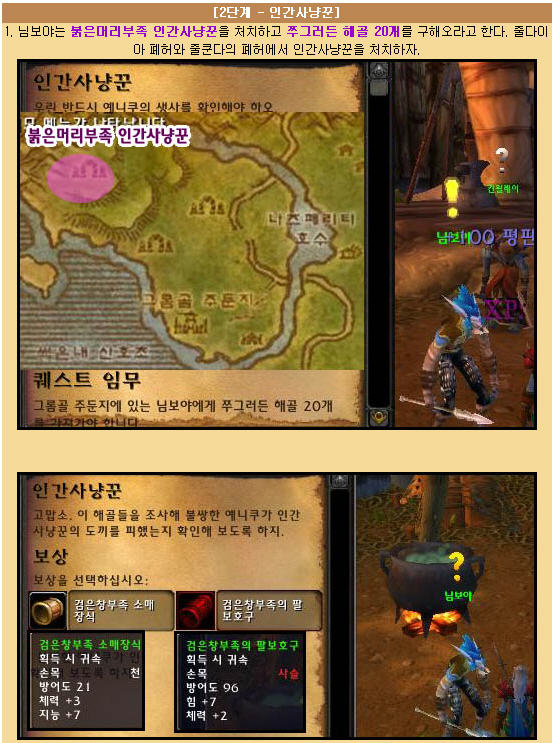 [2단계 - 인간사냥꾼]
1. 님보야는 붉은머리부족 인간사냥꾼을 처치하고 쭈그러든 해골 20개를 구해오라고 한다. 줄다이
아 폐허와 줄쿤다의 폐허에서 인간사냥꾼을 처치하자.
인간사냥꾼
우린 반드시 예니쿠의 생사를 확인해야 하오
붉은머리부족 인간사냥꾼
나즈페리티
호수
그롬골 주둔지
퀘스트 임무
그롬골 주둔지에 있는 님보야에게 쭈그러든 해골 20개
를 가져가야 합니다.
님보야
+100 평판
XP
인간사냥꾼
고맙소. 이 해골들을 조사해 불쌍한 예니쿠가 인간
사냥꾼의 도끼를 피했는지 확인해 보도록 하지.
보상
보상을 선택하십시오:
검은창부족 소매
장식
검은창부족의 팔
보호구
검은창부족 소매장식
획득 시 귀속
손목 천
방어도 21
체력 +3
지능 +7
검은창부족의 팔보호구
획득 시 귀속
손목 사슬
방어도 96
힘 +7
체력 +2
님보야